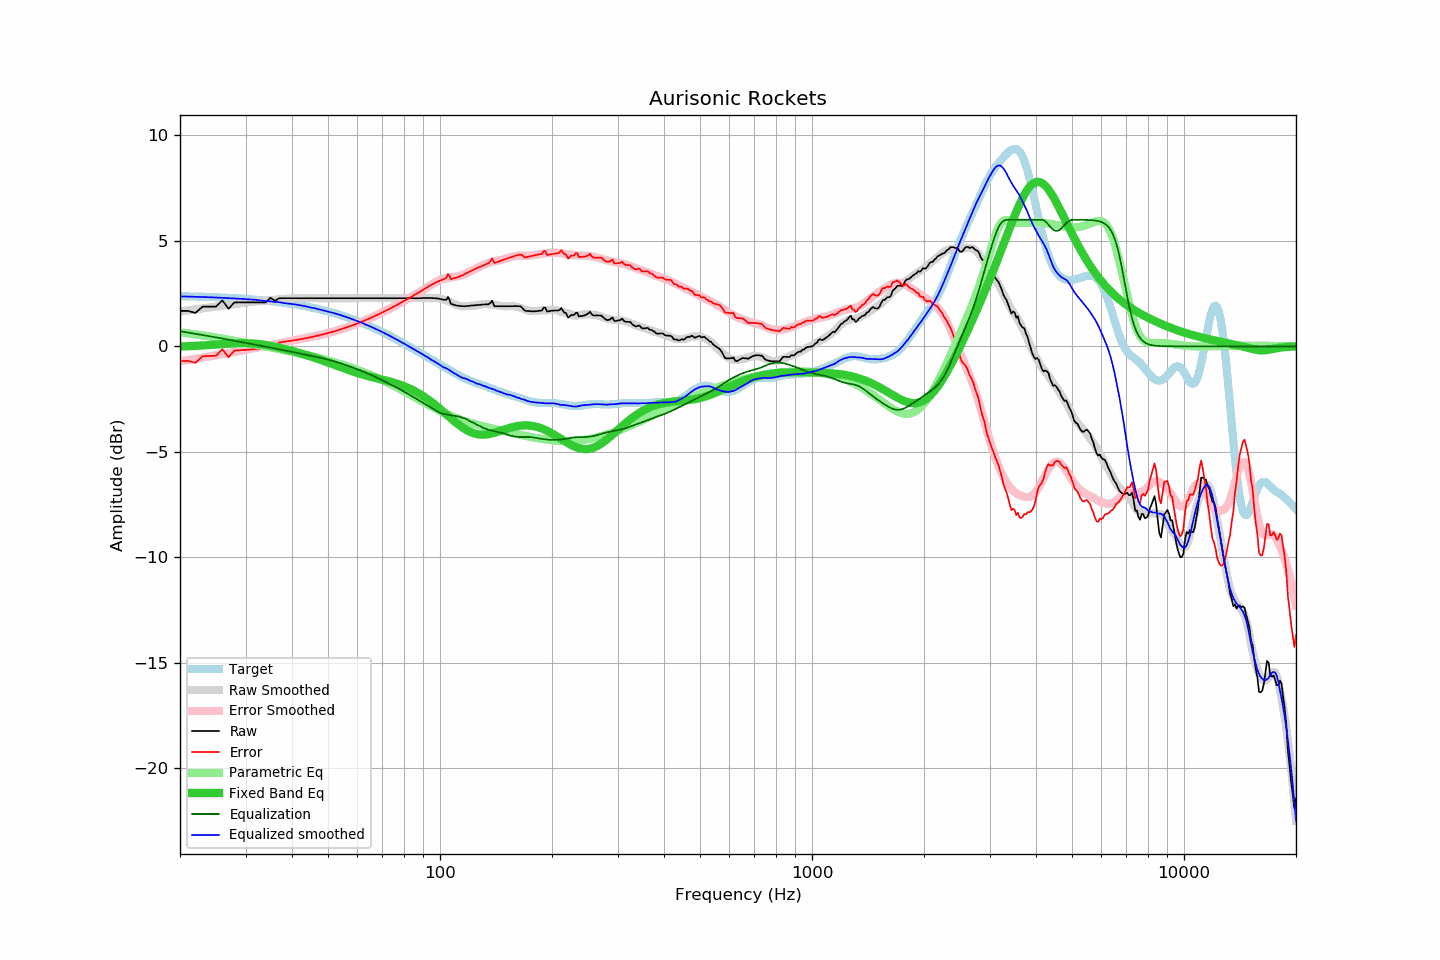 Aurisonic Rockets
10
5
0
−5
−10
−15
−20
Amplitude (dBr)
Target
Raw Smoothed
Error Smoothed
Raw
Error
Parametric Eq
Fixed Band Eq
Equalization
Equalized smoothed
100
1000
10000
Frequency (Hz)